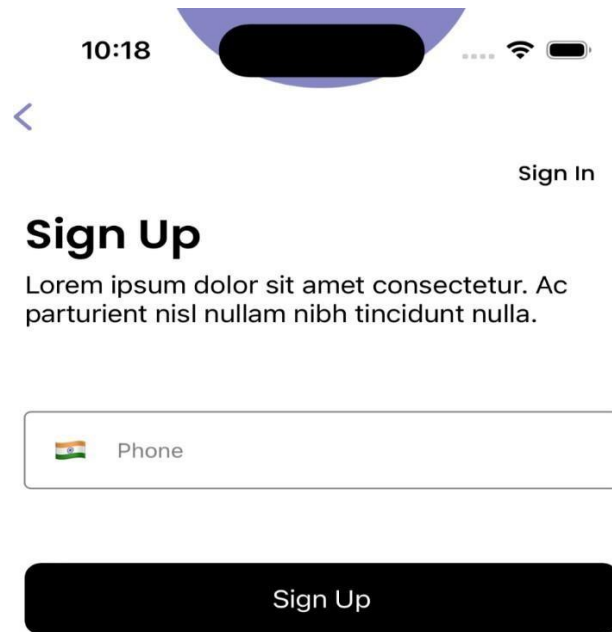 10:18
Sign In
Sign Up
Lorem ipsum dolor sit amet consectetur. Ac
parturient nisl nullam nibh tincidunt nulla.
Phone
Sign Up